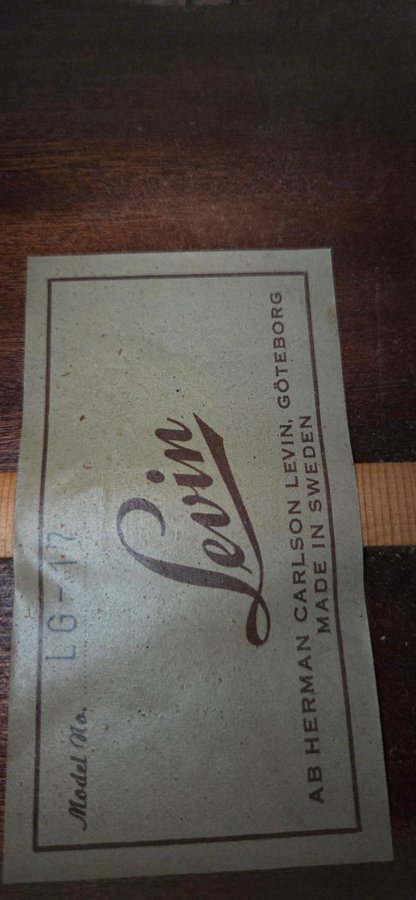 Model No. LG-17
Levin
AB HERMAN CARLSON LEVIN, GÖTEBORG
MADE IN SWEDEN